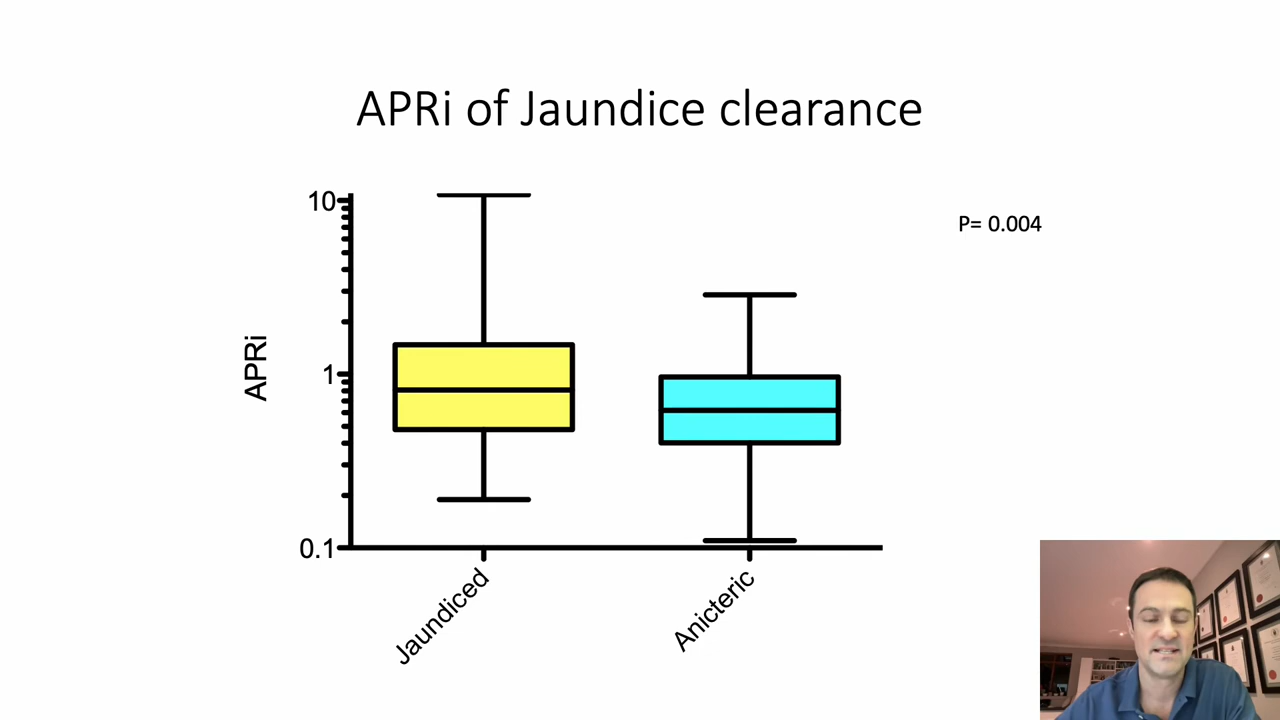 APRi of Jaundice clearance
P= 0.004
10
1
0.1
APRi
Jaundiced
Anicteric